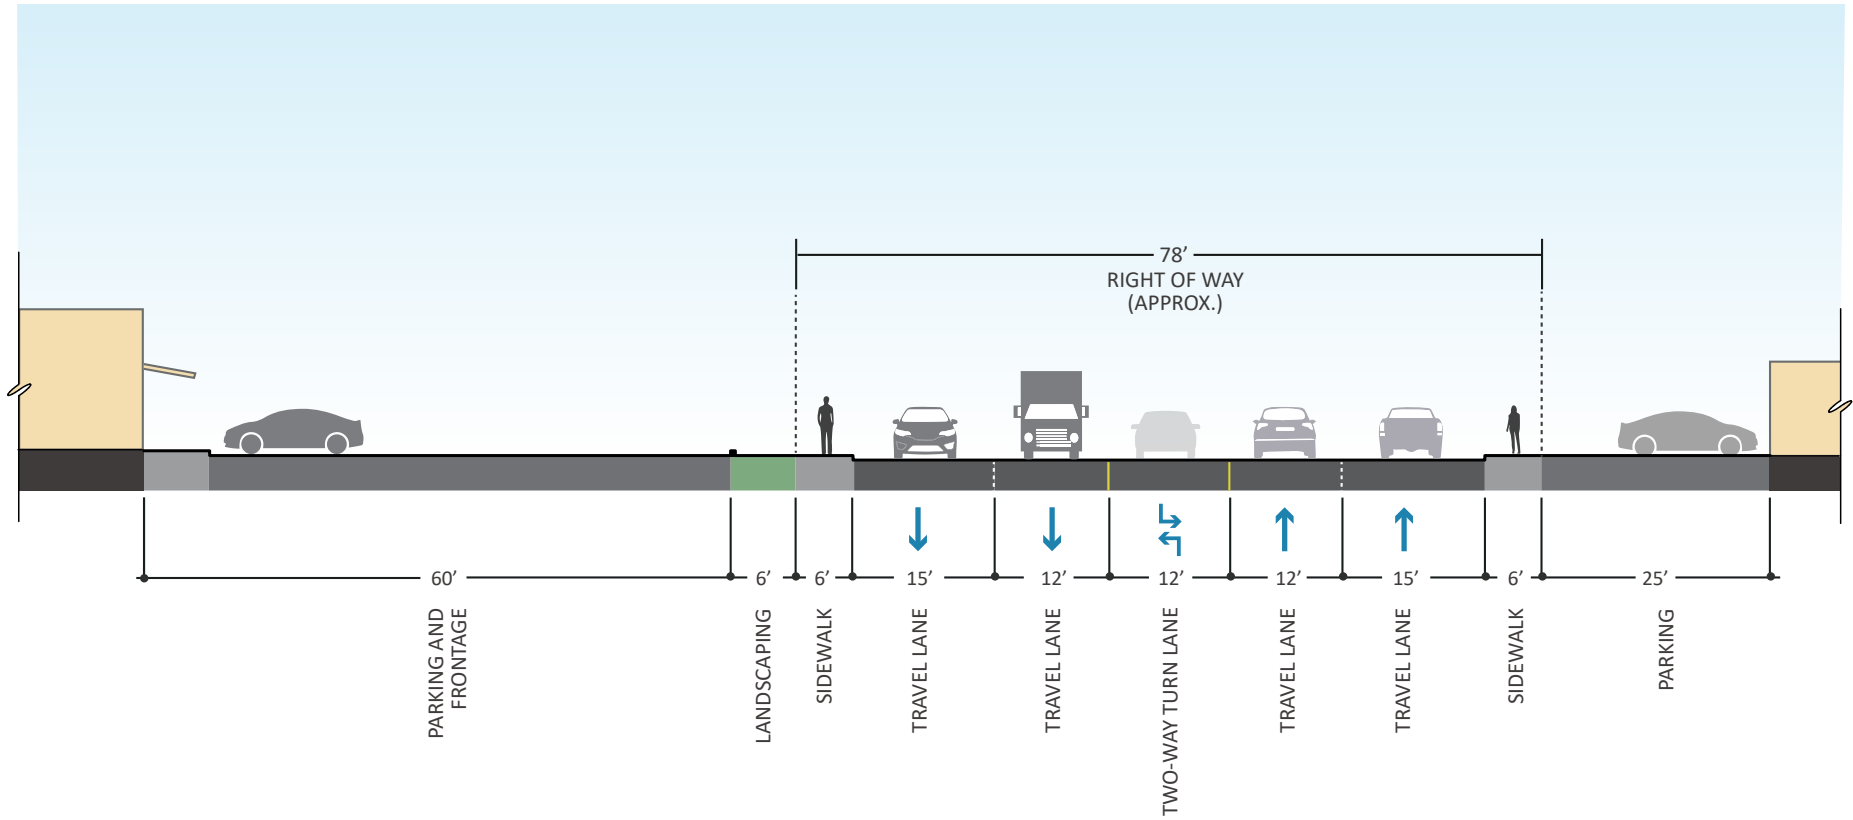 78’
RIGHT OF WAY
(APPROX.)
60’
6’
6’
15’
12’
12’
12’
15’
6’
25’
PARKING AND
FRONTAGE
LANDSCAPING
SIDEWALK
TRAVEL LANE
TRAVEL LANE
TWO-WAY TURN LANE
TRAVEL LANE
TRAVEL LANE
SIDEWALK
PARKING